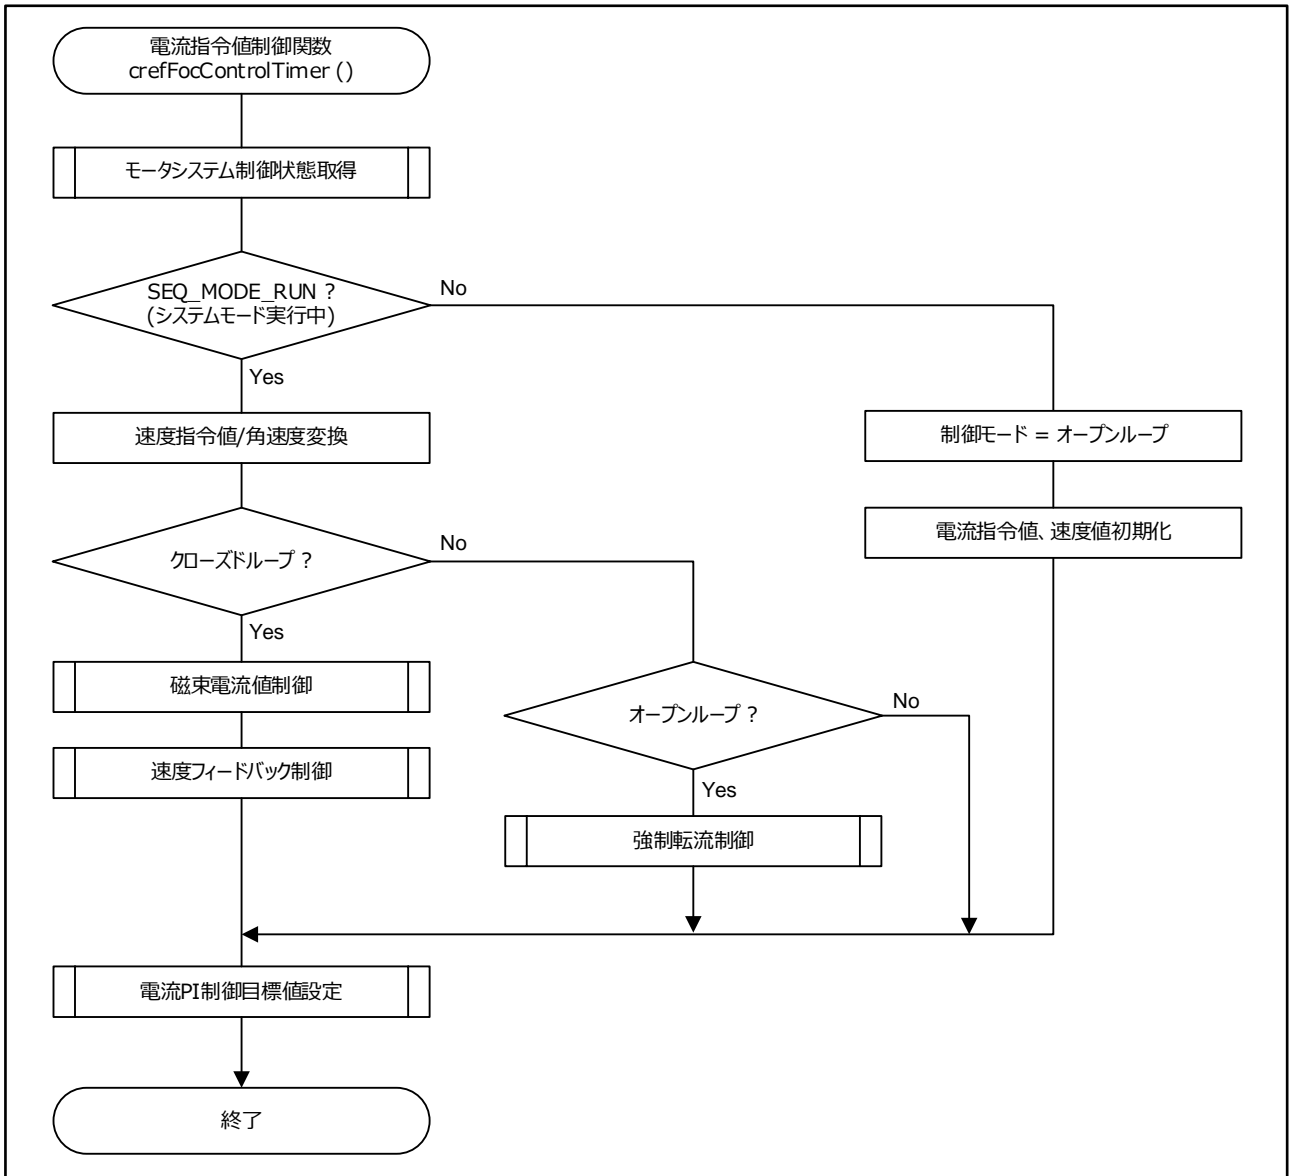 電流指令値制御関数
crefFocControlTimer ()
モータシステム制御状態取得
SEQ_MODE_RUN ?
(システムモード実行中)
No
Yes
速度指令値/角速度変換
制御モード = オープンループ
電流指令値、速度値初期化
クローズドループ ?
No
Yes
磁束電流値制御
オープンループ ?
No
速度フィードバック制御
Yes
強制転流制御
電流PI制御目標値設定
終了